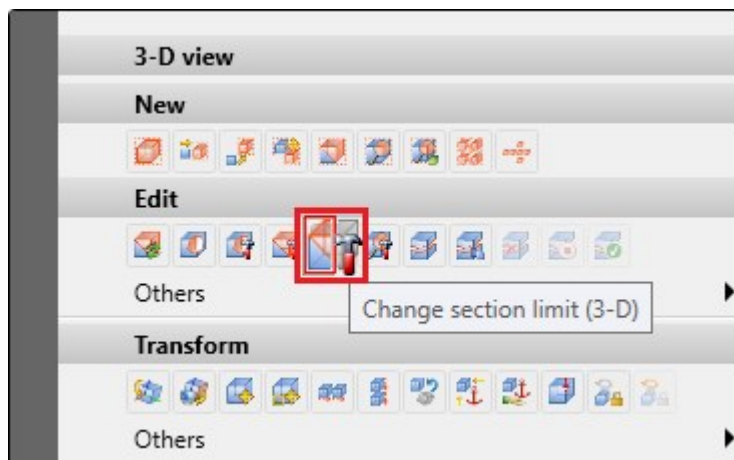 3-D view
New
Edit
Others
Change section limit (3-D)
Transform
Others